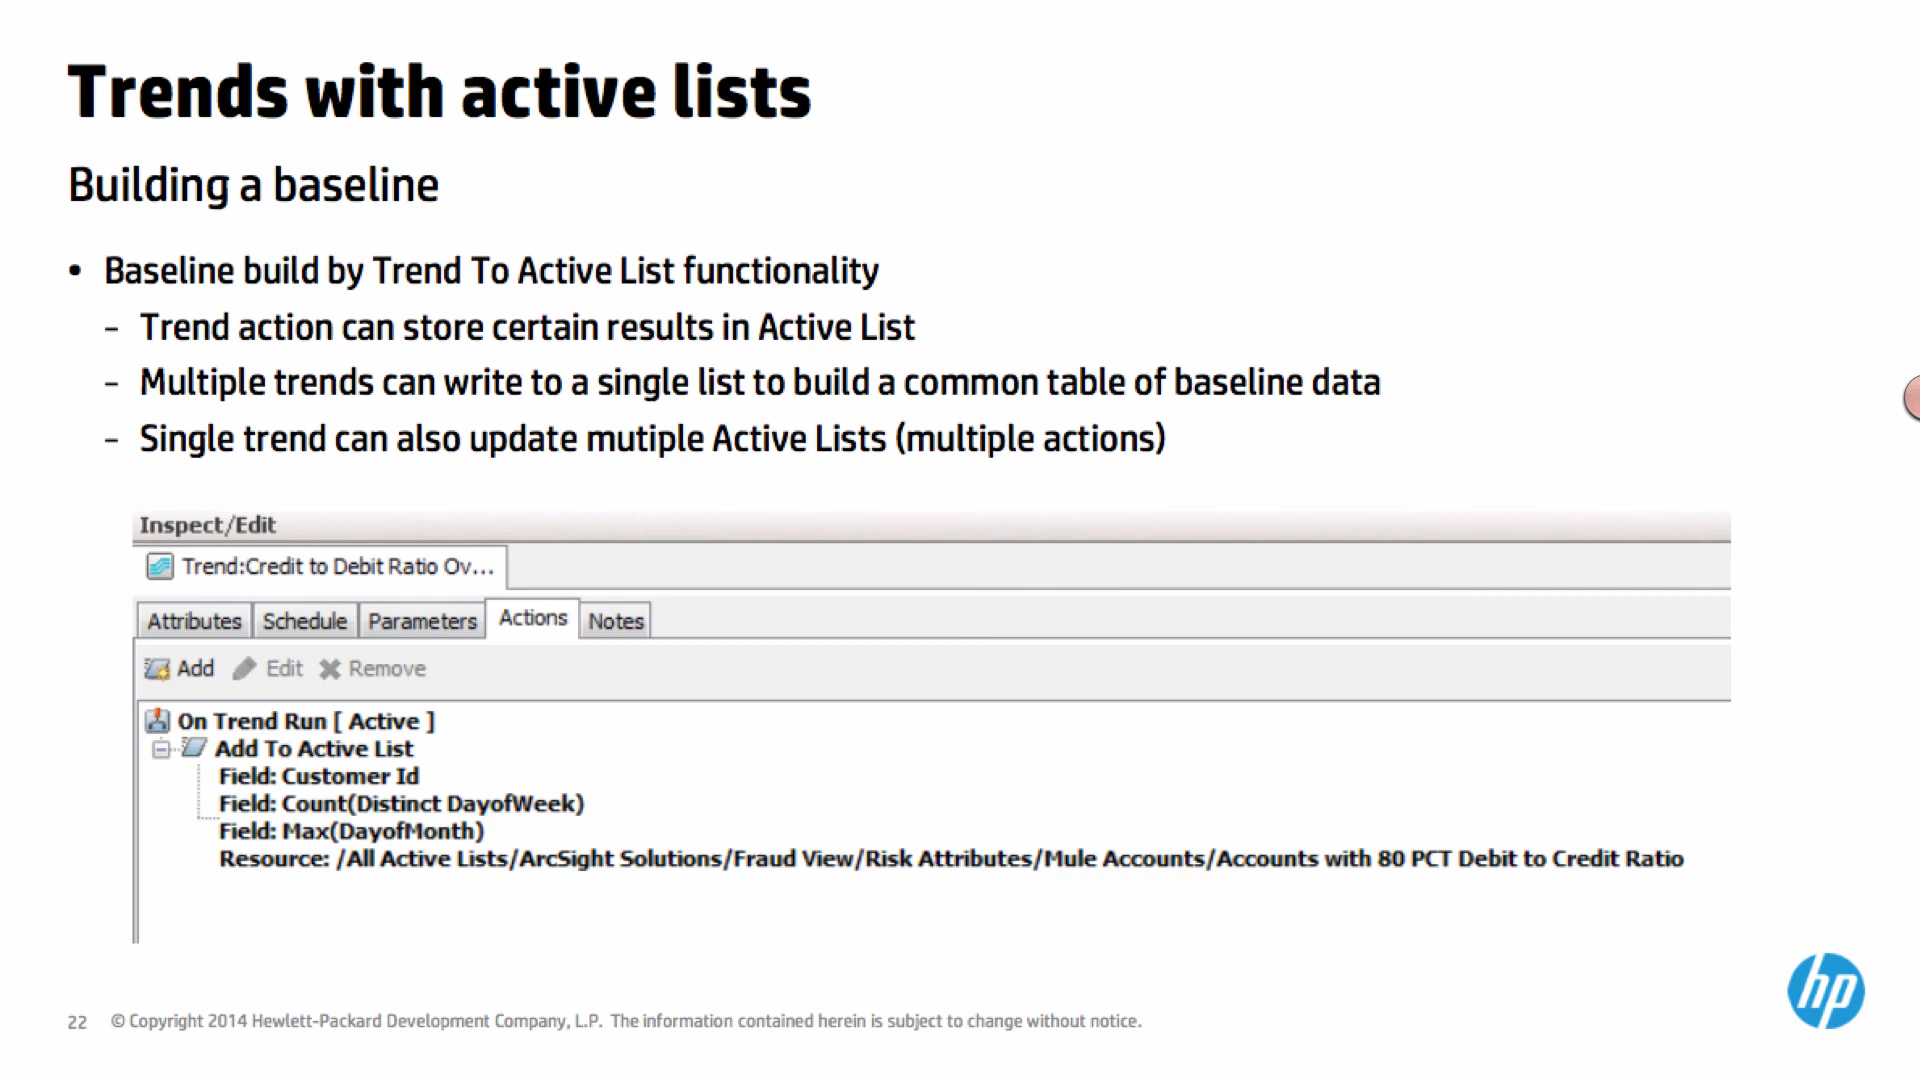 Trends with active lists
Building a baseline
• Baseline build by Trend To Active List functionality
– Trend action can store certain results in Active List
– Multiple trends can write to a single list to build a common table of baseline data
– Single trend can also update mutiple Active Lists (multiple actions)
Inspect/Edit
Trend:Credit to Debit Ratio Ov...
Attributes Schedule Parameters Actions Notes
Add Edit Remove
On Trend Run [ Active ]
Add To Active List
Field: Customer Id
Field: Count(Distinct DayofWeek)
Field: Max(DayofMonth)
Resource: /All Active Lists/ArcSight Solutions/Fraud View/Risk Attributes/Mule Accounts/Accounts with 80 PCT Debit to Credit Ratio
hp
22 © Copyright 2014 Hewlett-Packard Development Company, L.P. The information contained herein is subject to change without notice.